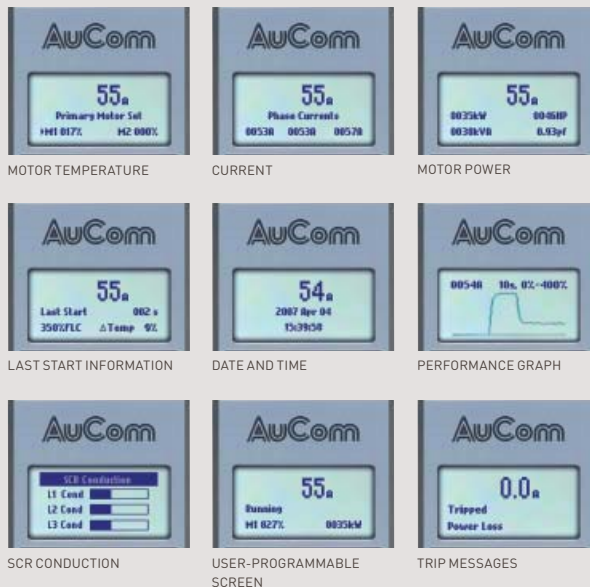 AuCom
55A
Primary Motor Set
›M1 017% M2 000%
MOTOR TEMPERATURE
AuCom
55A
Phase Currents
0053A 0053A 0057A
CURRENT
AuCom
55A
0035kW 0046HP
0038kVA 0.93pf
MOTOR POWER
AuCom
55A
Last Start 002 s
350%FLC ΔTemp 9%
LAST START INFORMATION
AuCom
54A
2007 Apr 04
15:39:50
DATE AND TIME
AuCom
0054A 10s, 0%-400%
PERFORMANCE GRAPH
AuCom
SCR Conduction
L1 Cond
L2 Cond
L3 Cond
SCR CONDUCTION
AuCom
55A
Running
M1 027% 0035kW
USER-PROGRAMMABLE
SCREEN
AuCom
0.0A
Tripped
Power Loss
TRIP MESSAGES